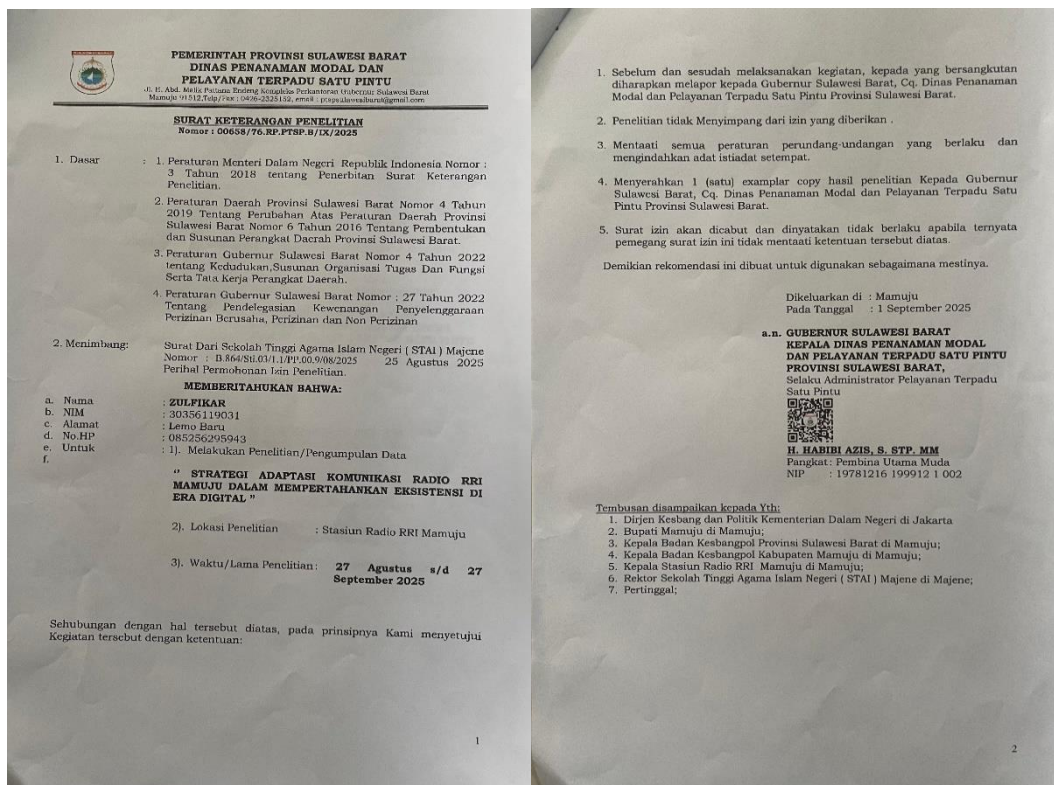 PEMERINTAH PROVINSI SULAWESI BARAT
DINAS PENANAMAN MODAL DAN
PELAYANAN TERPADU SATU PINTU
Jl. H. Abd. Malik Pattana Endeng Kompleks Perkantoran Gubernur Sulawesi Barat
Mamuju 91512,Telp/Fax : 0426-2325152, email : ptspsulawesibarat@gmail.com
SURAT KETERANGAN PENELITIAN
Nomor : 00658/76.RP.PTSP.B/IX/2025
1. Dasar : 1. Peraturan Menteri Dalam Negeri Republik Indonesia Nomor :
3 Tahun 2018 tentang Penerbitan Surat Keterangan
Penelitian.
2. Peraturan Daerah Provinsi Sulawesi Barat Nomor 4 Tahun
2019 Tentang Perubahan Atas Peraturan Daerah Provinsi
Sulawesi Barat Nomor 6 Tahun 2016 Tentang Pembentukan
dan Susunan Perangkat Daerah Provinsi Sulawesi Barat.
3. Peraturan Gubernur Sulawesi Barat Nomor 4 Tahun 2022
tentang Kedudukan,Susunan Organisasi Tugas Dan Fungsi
Serta Tata Kerja Perangkat Daerah.
4. Peraturan Gubernur Sulawesi Barat Nomor : 27 Tahun 2022
Tentang Pendelegasian Kewenangan Penyelenggaraan
Perizinan Berusaha, Perizinan dan Non Perizinan
2. Menimbang: Surat Dari Sekolah Tinggi Agama Islam Negeri ( STAI ) Majene
Nomor : B.864/Sti.03/1.1/PP.00.9/08/2025 25 Agustus 2025
Perihal Permohonan Izin Penelitian.
MEMBERITAHUKAN BAHWA:
a. Nama : ZULFIKAR
b. NIM : 30356119031
c. Alamat : Lemo Baru
d. No.HP : 085256295943
e. Untuk : 1). Melakukan Penelitian/Pengumpulan Data
f.
“ STRATEGI ADAPTASI KOMUNIKASI RADIO RRI
MAMUJU DALAM MEMPERTAHANKAN EKSISTENSI DI
ERA DIGITAL ”
2). Lokasi Penelitian : Stasiun Radio RRI Mamuju
3). Waktu/Lama Penelitian : 27 Agustus s/d 27
September 2025
Sehubungan dengan hal tersebut diatas, pada prinsipnya Kami menyetujui
Kegiatan tersebut dengan ketentuan:
1
1. Sebelum dan sesudah melaksanakan kegiatan, kepada yang bersangkutan
diharapkan melapor kepada Gubernur Sulawesi Barat, Cq. Dinas Penanaman
Modal dan Pelayanan Terpadu Satu Pintu Provinsi Sulawesi Barat.
2. Penelitian tidak Menyimpang dari izin yang diberikan .
3. Mentaati semua peraturan perundang-undangan yang berlaku dan
mengindahkan adat istiadat setempat.
4. Menyerahkan 1 (satu) examplar copy hasil penelitian Kepada Gubernur
Sulawesi Barat, Cq. Dinas Penanaman Modal dan Pelayanan Terpadu Satu
Pintu Provinsi Sulawesi Barat.
5. Surat izin akan dicabut dan dinyatakan tidak berlaku apabila ternyata
pemegang surat izin ini tidak mentaati ketentuan tersebut diatas.
Demikian rekomendasi ini dibuat untuk digunakan sebagaimana mestinya.
Dikeluarkan di : Mamuju
Pada Tanggal : 1 September 2025
a.n. GUBERNUR SULAWESI BARAT
KEPALA DINAS PENANAMAN MODAL
DAN PELAYANAN TERPADU SATU PINTU
PROVINSI SULAWESI BARAT,
Selaku Administrator Pelayanan Terpadu
Satu Pintu
H. HABIBI AZIS, S. STP. MM
Pangkat : Pembina Utama Muda
NIP : 19781216 199912 1 002
Tembusan disampaikan kepada Yth:
1. Dirjen Kesbang dan Politik Kementerian Dalam Negeri di Jakarta
2. Bupati Mamuju di Mamuju;
3. Kepala Badan Kesbangpol Provinsi Sulawesi Barat di Mamuju;
4. Kepala Badan Kesbangpol Kabupaten Mamuju di Mamuju;
5. Kepala Stasiun Radio RRI Mamuju di Mamuju;
6. Rektor Sekolah Tinggi Agama Islam Negeri ( STAI ) Majene di Majene;
7. Pertinggal;
2